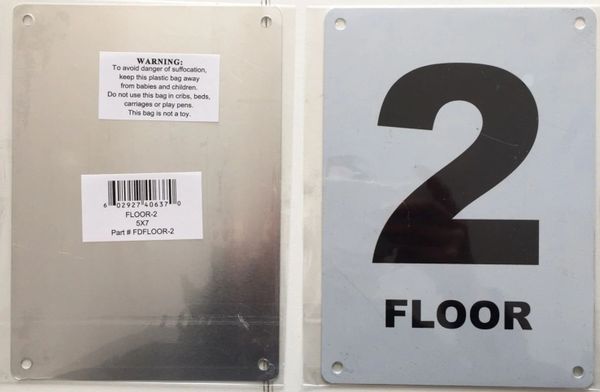 WARNING:
To avoid danger of suffocation,
keep this plastic bag away
from babies and children.
Do not use this bag in cribs, beds,
carriages or play pens.
This bag is not a toy.
6 02927 40637 0
FLOOR-2
5X7
Part # FDFLOOR-2
2
FLOOR